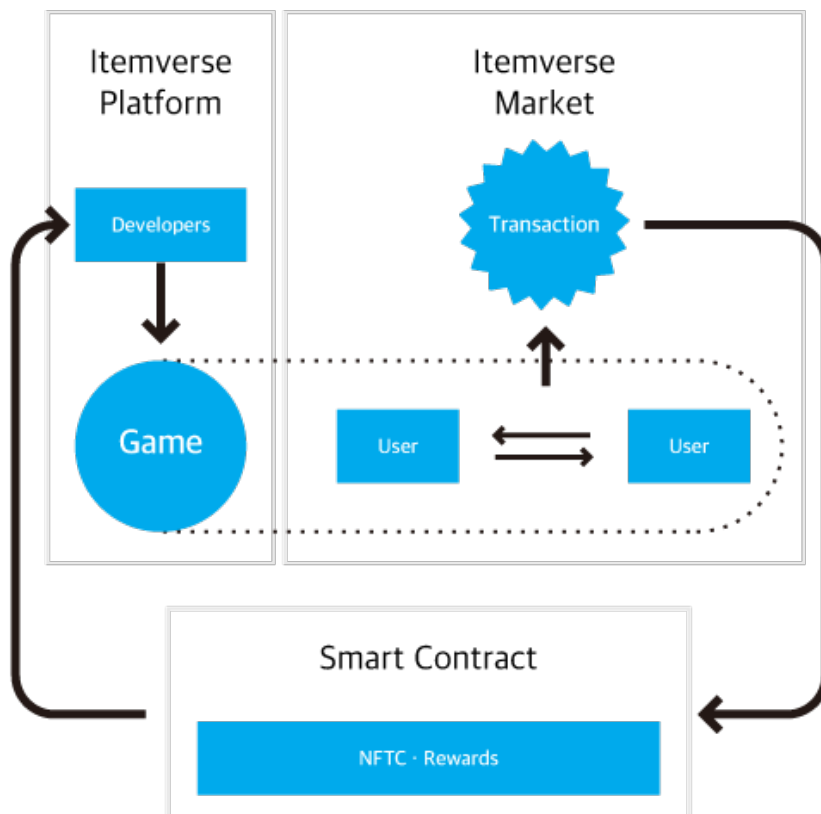 Itemverse
Platform
Itemverse
Market
Developers
Transaction
Game
User
User
Smart Contract
NFTC · Rewards